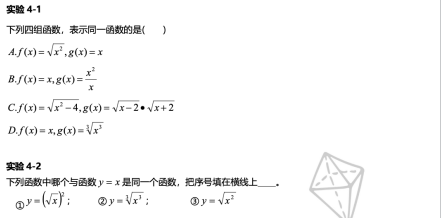 实验 4-1
下列四组函数，表示同一函数的是(　　)
A.f(x)=√(x²),g(x)=x
B.f(x)=x,g(x)=x²/x
C.f(x)=√(x²−4),g(x)=√(x−2)•√(x+2)
D.f(x)=x,g(x)=∛(x³)
实验 4-2
下列函数中哪个与函数 y=x 是同一个函数，把序号填在横线上____。
①y=(√x)²； ②y=∛(x³)； ③y=√(x²)